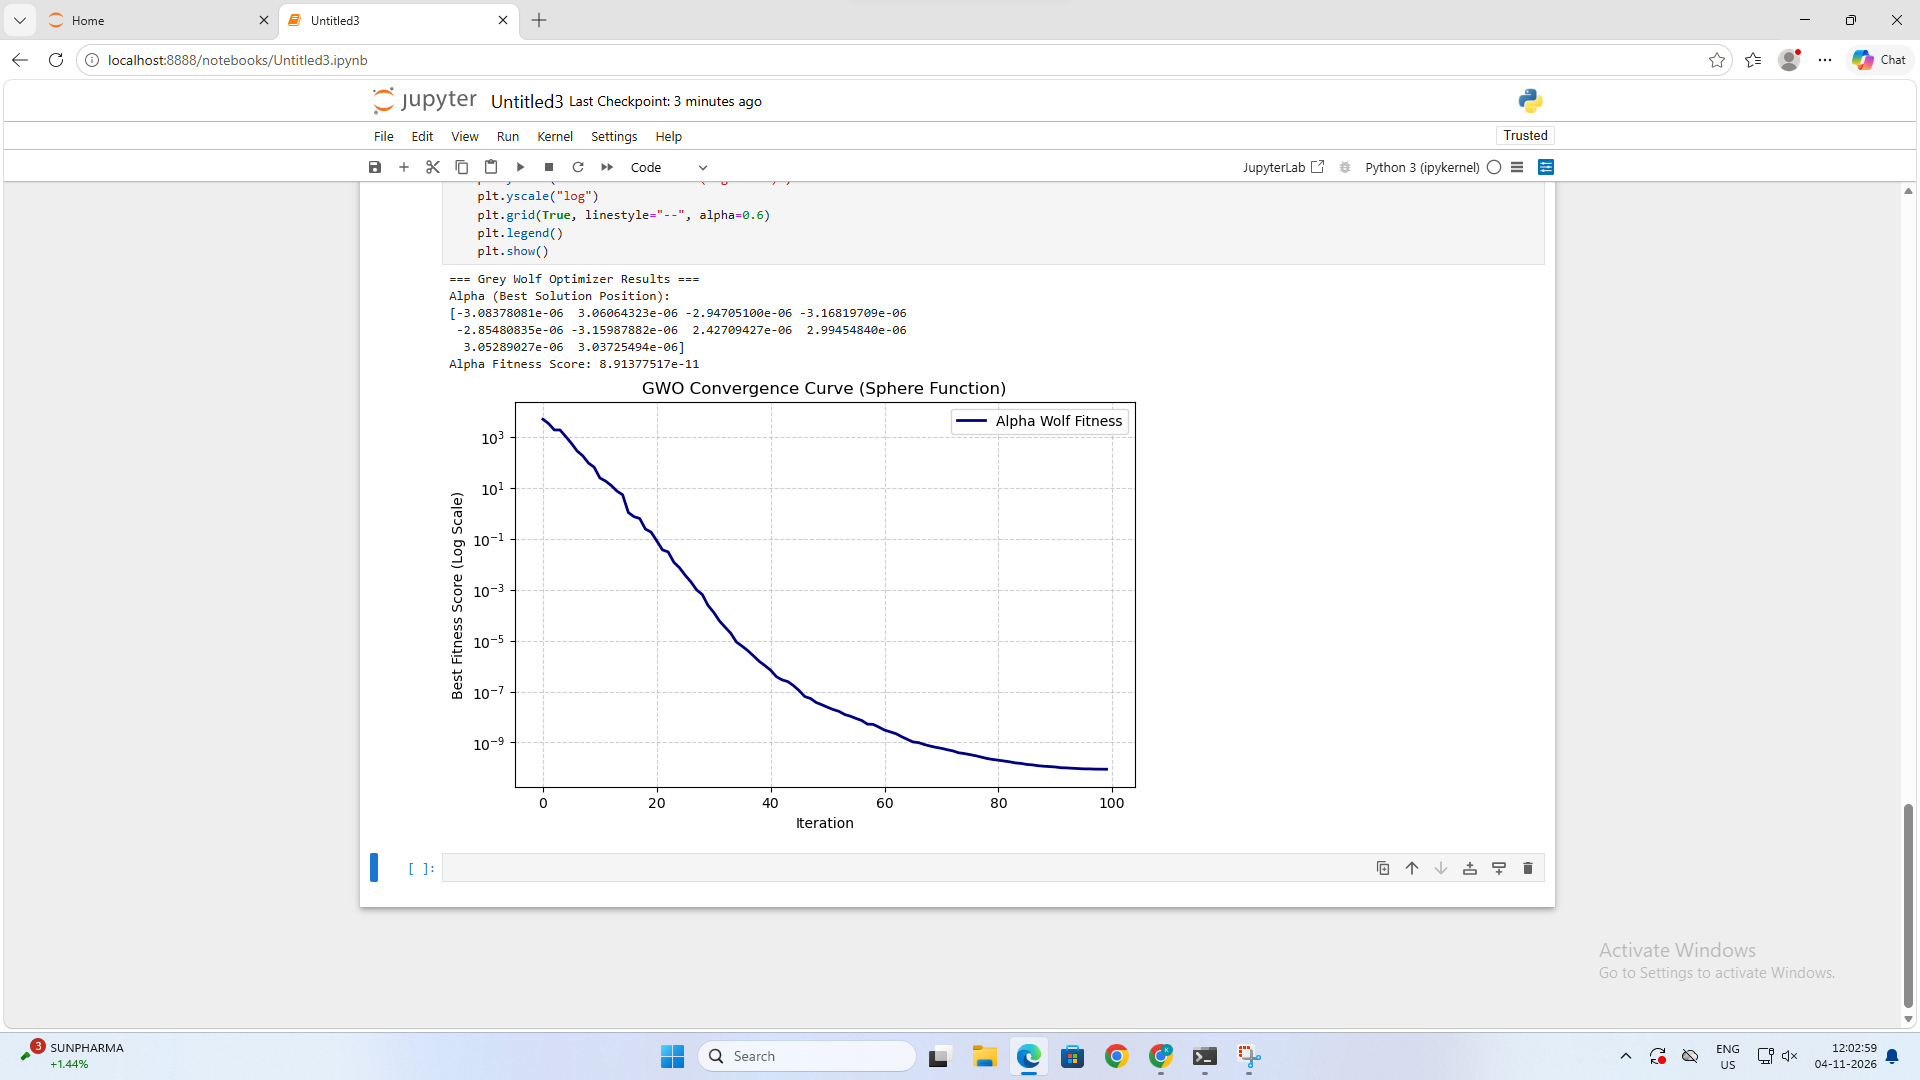 Home
Untitled3
localhost:8888/notebooks/Untitled3.ipynb
Chat
jupyter Untitled3 Last Checkpoint: 3 minutes ago
File Edit View Run Kernel Settings Help
Trusted
Code
JupyterLab
Python 3 (ipykernel)
plt.yscale("log")
plt.grid(True, linestyle="--", alpha=0.6)
plt.legend()
plt.show()
=== Grey Wolf Optimizer Results ===
Alpha (Best Solution Position):
[-3.08378081e-06  3.06064323e-06 -2.94705100e-06 -3.16819709e-06
 -2.85480835e-06 -3.15987882e-06  2.42709427e-06  2.99454840e-06
  3.05289027e-06  3.03725494e-06]
Alpha Fitness Score: 8.91377517e-11
GWO Convergence Curve (Sphere Function)
Alpha Wolf Fitness
Best Fitness Score (Log Scale)
10³
10¹
10⁻¹
10⁻³
10⁻⁵
10⁻⁷
10⁻⁹
0 20 40 60 80 100
Iteration
[ ]:
Activate Windows
Go to Settings to activate Windows.
3
SUNPHARMA
+1.44%
Search
ENG
US
12:02:59
04-11-2026